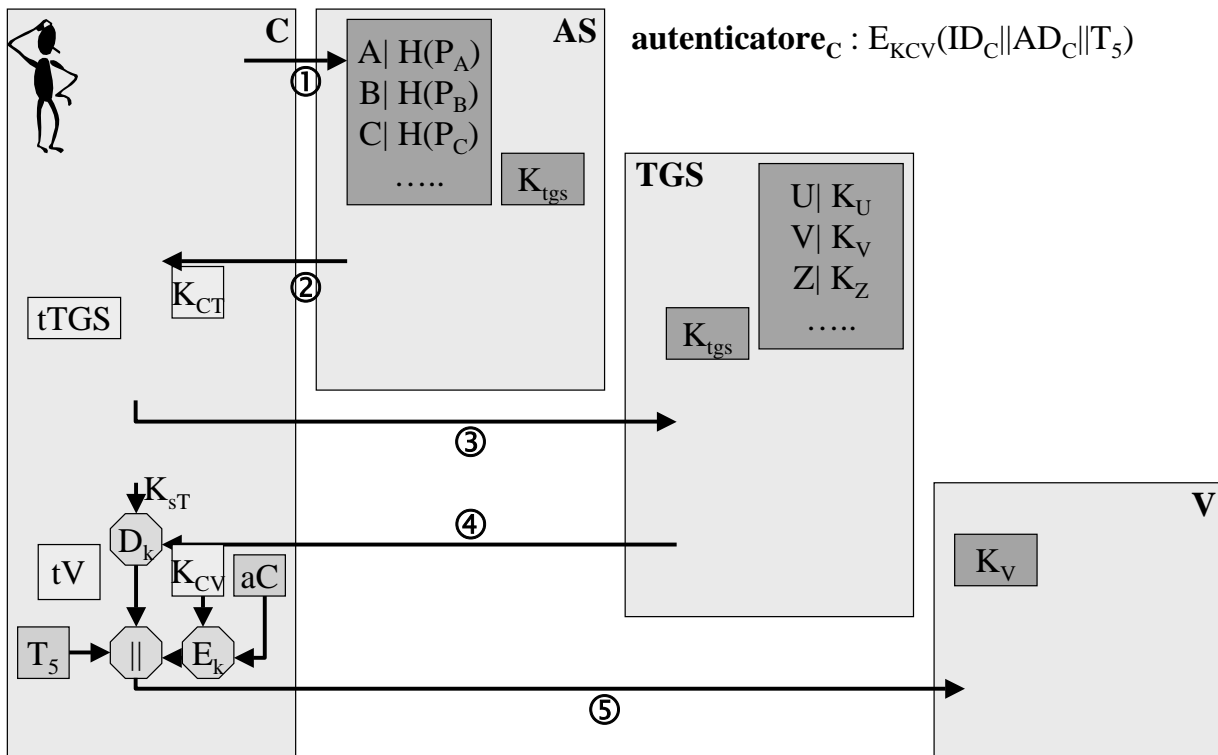 C
AS
autenticatore_C : E_KCV(ID_C||AD_C||T_5)
①
A| H(P_A)
B| H(P_B)
C| H(P_C)
…..
K_tgs
TGS
U| K_U
V| K_V
Z| K_Z
…..
K_tgs
②
K_CT
tTGS
③
K_sT
④
D_k
tV
K_CV
aC
V
K_V
T_5
||
E_k
⑤